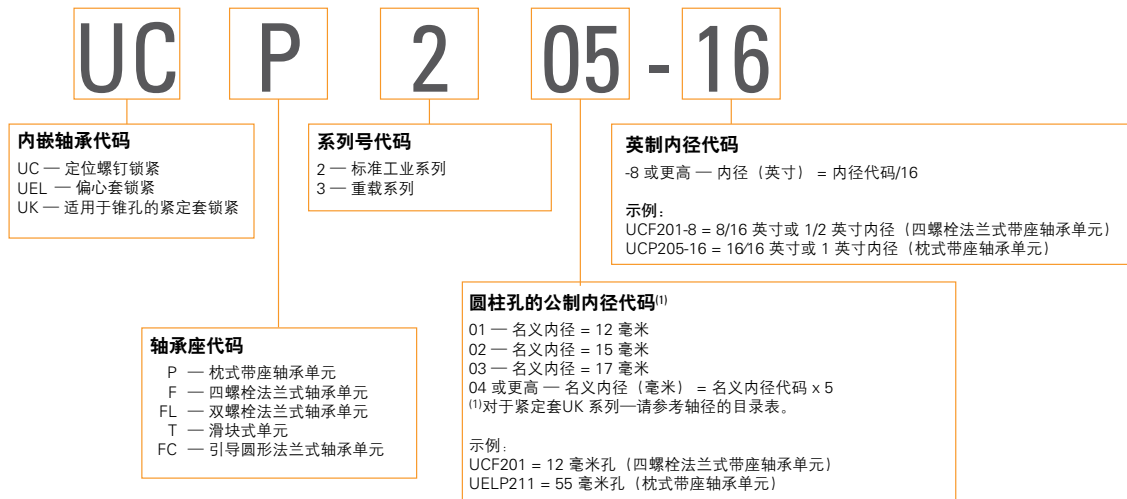 UC P 2 05 - 16
内嵌轴承代码
UC — 定位螺钉锁紧
UEL — 偏心套锁紧
UK — 适用于锥孔的紧定套锁紧
系列号代码
2 — 标准工业系列
3 — 重载系列
英制内径代码
-8 或更高 — 内径（英寸）= 内径代码/16
示例：
UCF201-8 = 8/16 英寸或 1/2 英寸内径（四螺栓法兰式带座轴承单元）
UCP205-16 = 16/16 英寸或 1 英寸内径（枕式带座轴承单元）
轴承座代码
P — 枕式带座轴承单元
F — 四螺栓法兰式轴承单元
FL — 双螺栓法兰式轴承单元
T — 滑块式单元
FC — 引导圆形法兰式轴承单元
圆柱孔的公制内径代码(1)
01 — 名义内径 = 12 毫米
02 — 名义内径 = 15 毫米
03 — 名义内径 = 17 毫米
04 或更高 — 名义内径（毫米）= 名义内径代码 x 5
(1)对于紧定套UK 系列—请参考轴径的目录表。
示例：
UCF201 = 12 毫米孔（四螺栓法兰式带座轴承单元）
UELP211 = 55 毫米孔（枕式带座轴承单元）